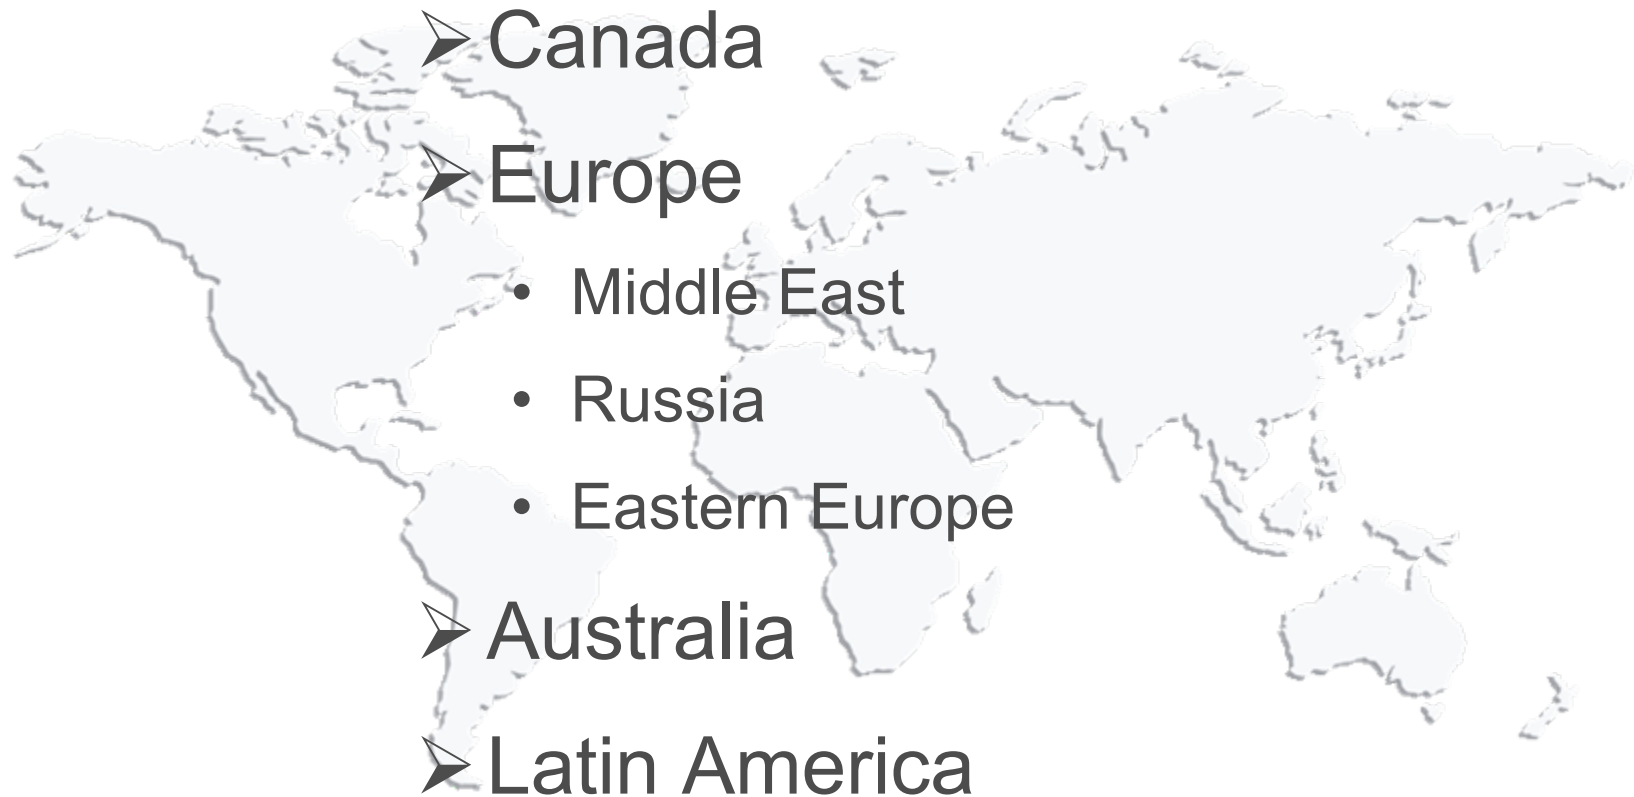 ➢ Canada
➢ Europe
• Middle East
• Russia
• Eastern Europe
➢ Australia
➢ Latin America